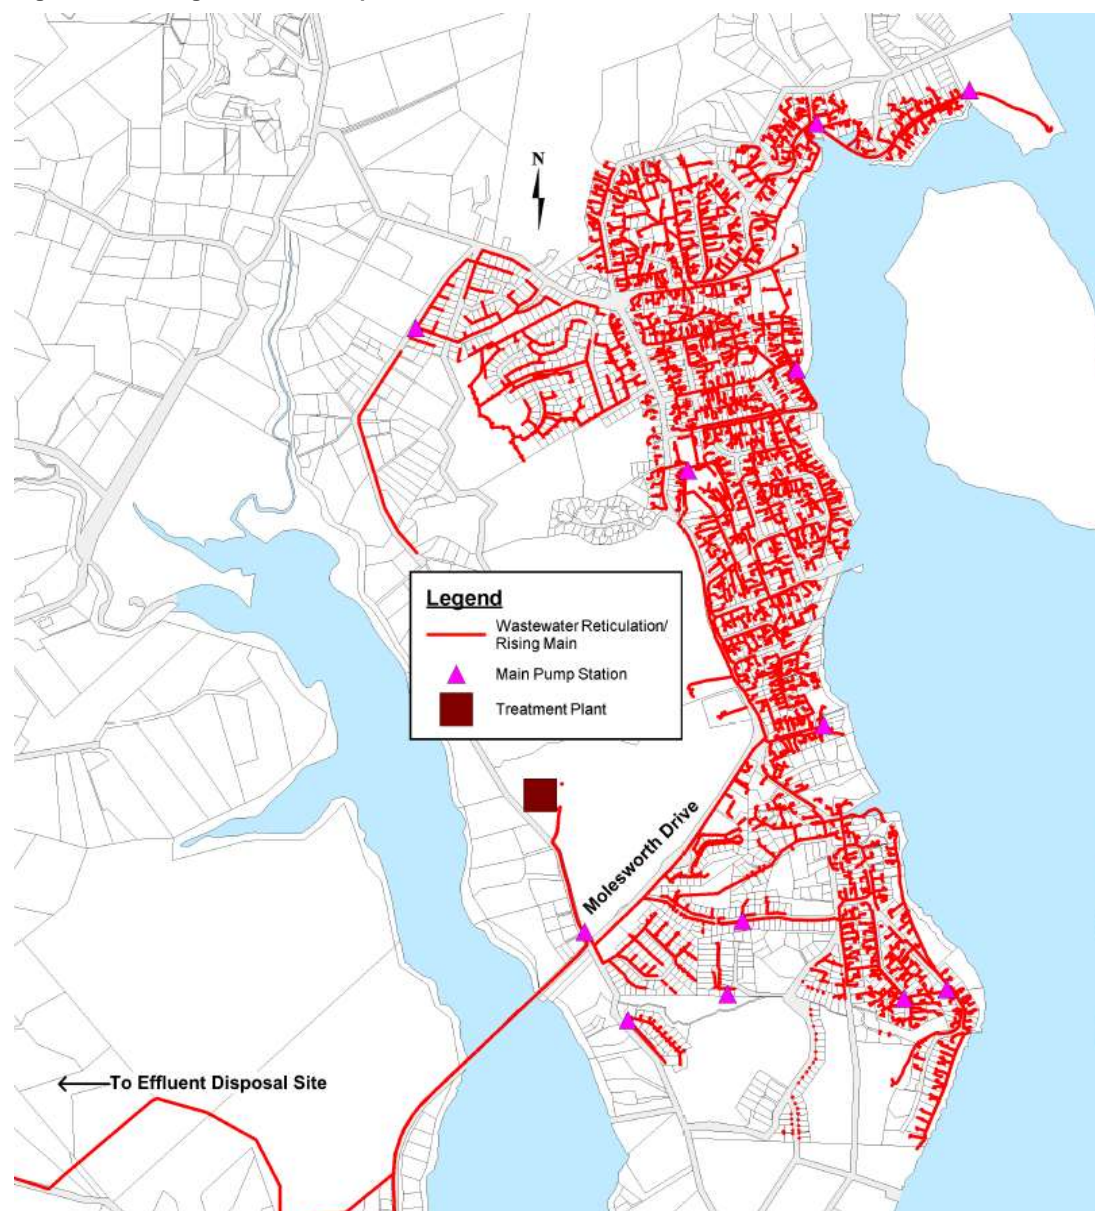 N
Legend
Wastewater Reticulation/
Rising Main
Main Pump Station
Treatment Plant
Molesworth Drive
To Effluent Disposal Site